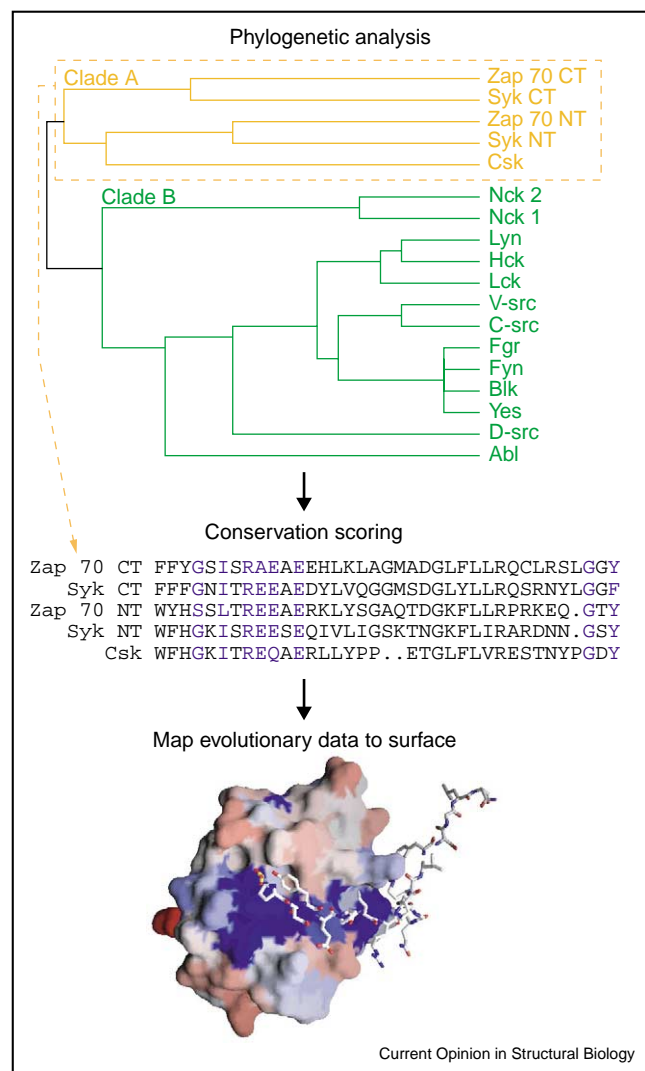 Phylogenetic analysis
Clade A
Zap 70 CT
Syk CT
Zap 70 NT
Syk NT
Csk
Clade B
Nck 2
Nck 1
Lyn
Hck
Lck
V-src
C-src
Fgr
Fyn
Blk
Yes
D-src
Abl
Conservation scoring
Zap 70 CT FFYGSISRAEAEEHLKLAGMADGLFLLRQCLRSLGGY
Syk CT FFFGNITREEAEDYLVQGGMSDGLYLLRQSRNYLGGF
Zap 70 NT WYHSSLTREEAERKLYSGAQTDGKFLLRPRKEQ.GTY
Syk NT WFHGKISREESEQIVLIGSKTNGKFLIRARDNN.GSY
Csk WFHGKITREQAERLLYPP..ETGLFLVRESTNYPGDY
Map evolutionary data to surface
Current Opinion in Structural Biology